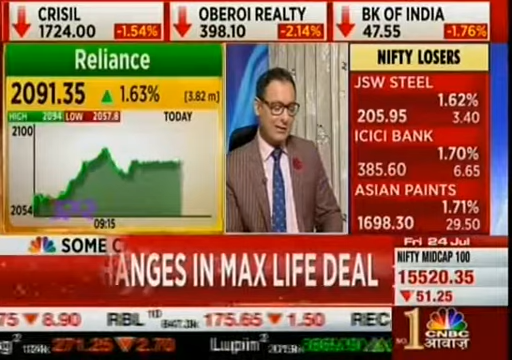 CRISIL
1724.00 -1.54%
OBEROI REALTY
398.10 -2.14%
BK OF INDIA
47.55 -1.76%
Reliance
2091.35 1.63% [3.82 m]
HIGH 2094 LOW 2057.8 TODAY
2100
2054
09:15
NIFTY LOSERS
JSW STEEL
1.62%
205.95 3.40
ICICI BANK
1.70%
385.60 6.65
ASIAN PAINTS
1.71%
1698.30 29.50
SOME C
HANGES IN MAX LIFE DEAL
Fri 24 Jul
NIFTY MIDCAP 100
15520.35
51.25
75 8.90 RBL 175.65 1.50 REC
271.25 2.70 Lupin
NO 1 CNBC
आवाज़